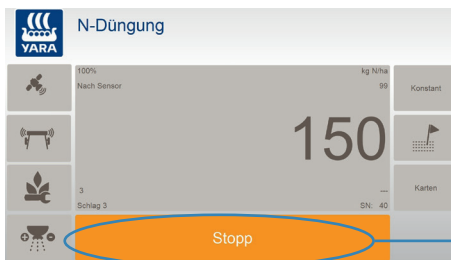 YARA
N-Düngung
100%
kg N/ha
Nach Sensor
99
Konstant
150
3
—
Karten
Schlag 3
SN: 40
Stopp